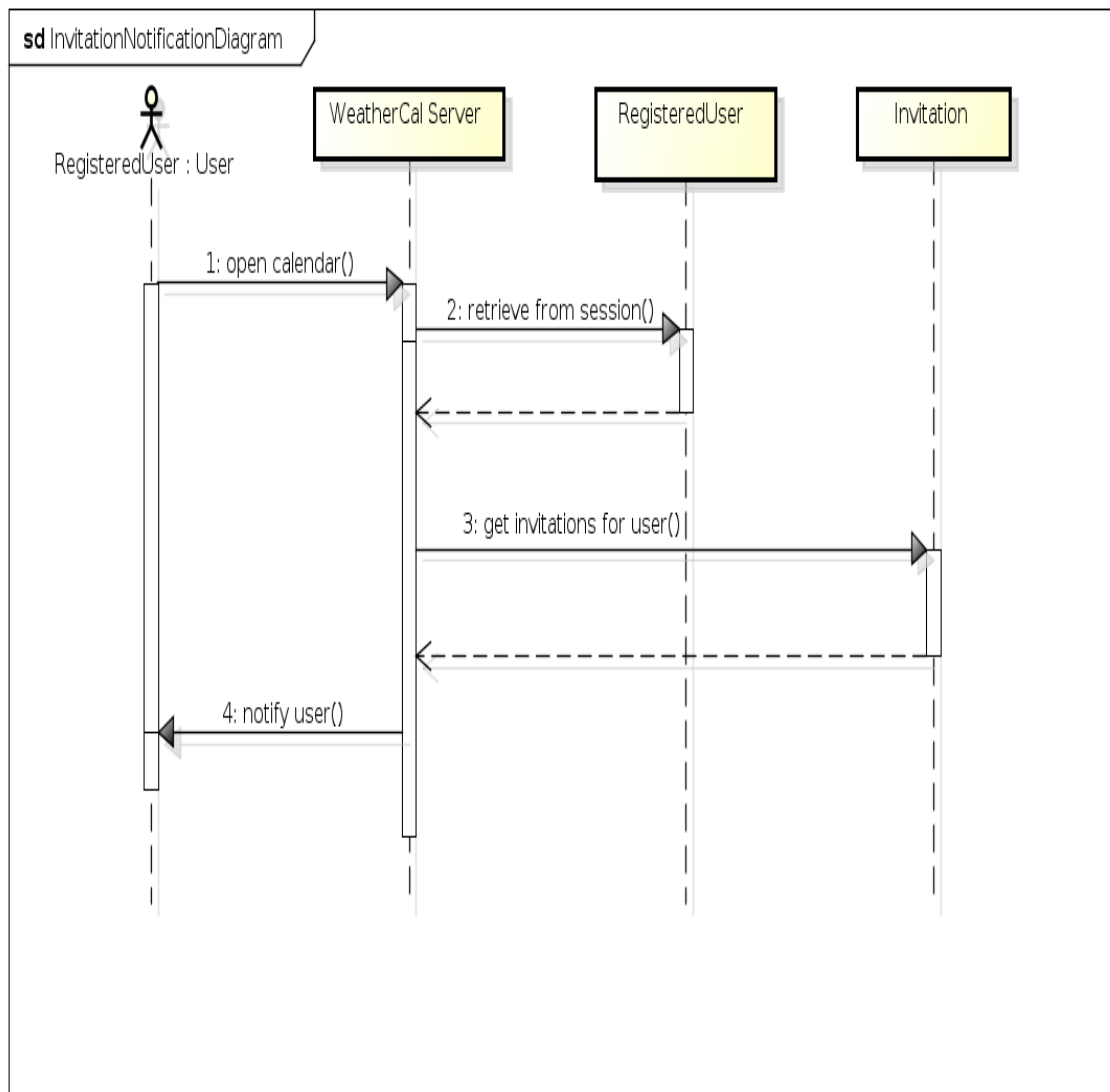 sd InvitationNotificationDiagram
RegisteredUser : User
WeatherCal Server
RegisteredUser
Invitation
1: open calendar()
2: retrieve from session()
3: get invitations for user()
4: notify user()